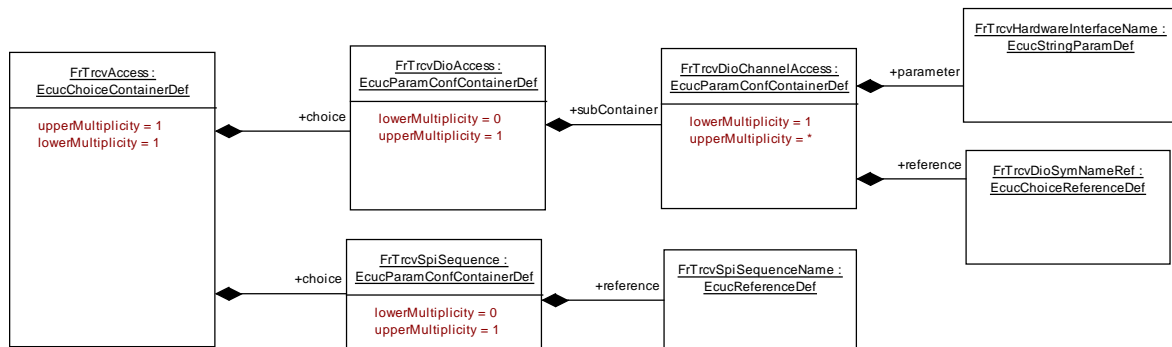 FrTrcvAccess :
EcucChoiceContainerDef
upperMultiplicity = 1
lowerMultiplicity = 1
+choice
FrTrcvDioAccess :
EcucParamConfContainerDef
lowerMultiplicity = 0
upperMultiplicity = 1
+subContainer
FrTrcvDioChannelAccess :
EcucParamConfContainerDef
lowerMultiplicity = 1
upperMultiplicity = *
+parameter
FrTrcvHardwareInterfaceName :
EcucStringParamDef
+reference
FrTrcvDioSymNameRef :
EcucChoiceReferenceDef
+choice
FrTrcvSpiSequence :
EcucParamConfContainerDef
lowerMultiplicity = 0
upperMultiplicity = 1
+reference
FrTrcvSpiSequenceName :
EcucReferenceDef